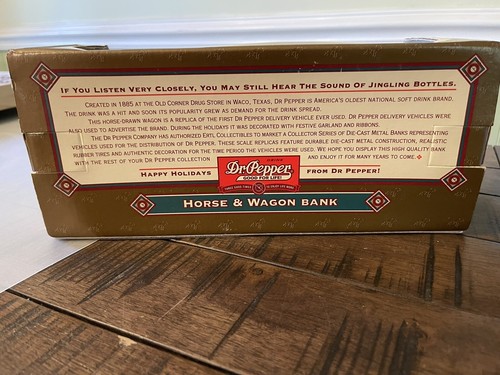 If You Listen Very Closely, You May Still Hear The Sound Of Jingling Bottles.
Created in 1885 at the Old Corner Drug Store in Waco, Texas, Dr Pepper is America's oldest national soft drink brand.
The drink was a hit and soon its popularity grew as demand for the drink spread.
This horse-drawn wagon is a replica of the first Dr Pepper delivery vehicle ever used. Dr Pepper delivery vehicles were
also used to advertise the brand. During the holidays it was decorated with festive garland and ribbons.
The Dr Pepper Company has authorized Ertl Collectibles to market a collector series of die-cast metal banks representing
vehicles used for the distribution of Dr Pepper. These scale replicas feature durable die-cast metal construction, realistic
rubber tires and authentic decoration for the time period the vehicles were used. We hope you display this high quality bank
with the rest of your Dr Pepper collection and enjoy it for many years to come.
Happy Holidays from Dr Pepper!
Dr. Pepper
GOOD FOR LIFE!
Horse & Wagon Bank